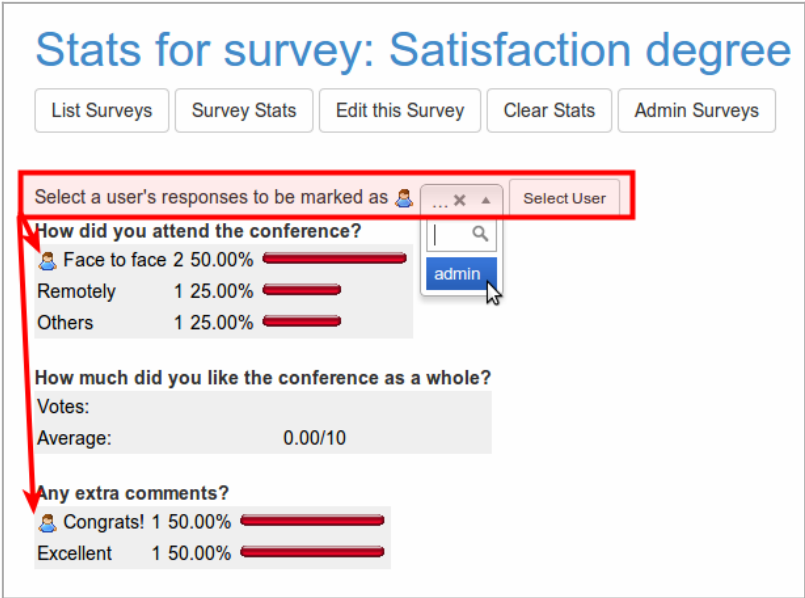 Stats for survey: Satisfaction degree
List Surveys Survey Stats Edit this Survey Clear Stats Admin Surveys
Select a user's responses to be marked as ... Select User
How did you attend the conference?
Face to face 2 50.00%
admin
Remotely 1 25.00%
Others 1 25.00%
How much did you like the conference as a whole?
Votes:
Average: 0.00/10
Any extra comments?
Congrats! 1 50.00%
Excellent 1 50.00%